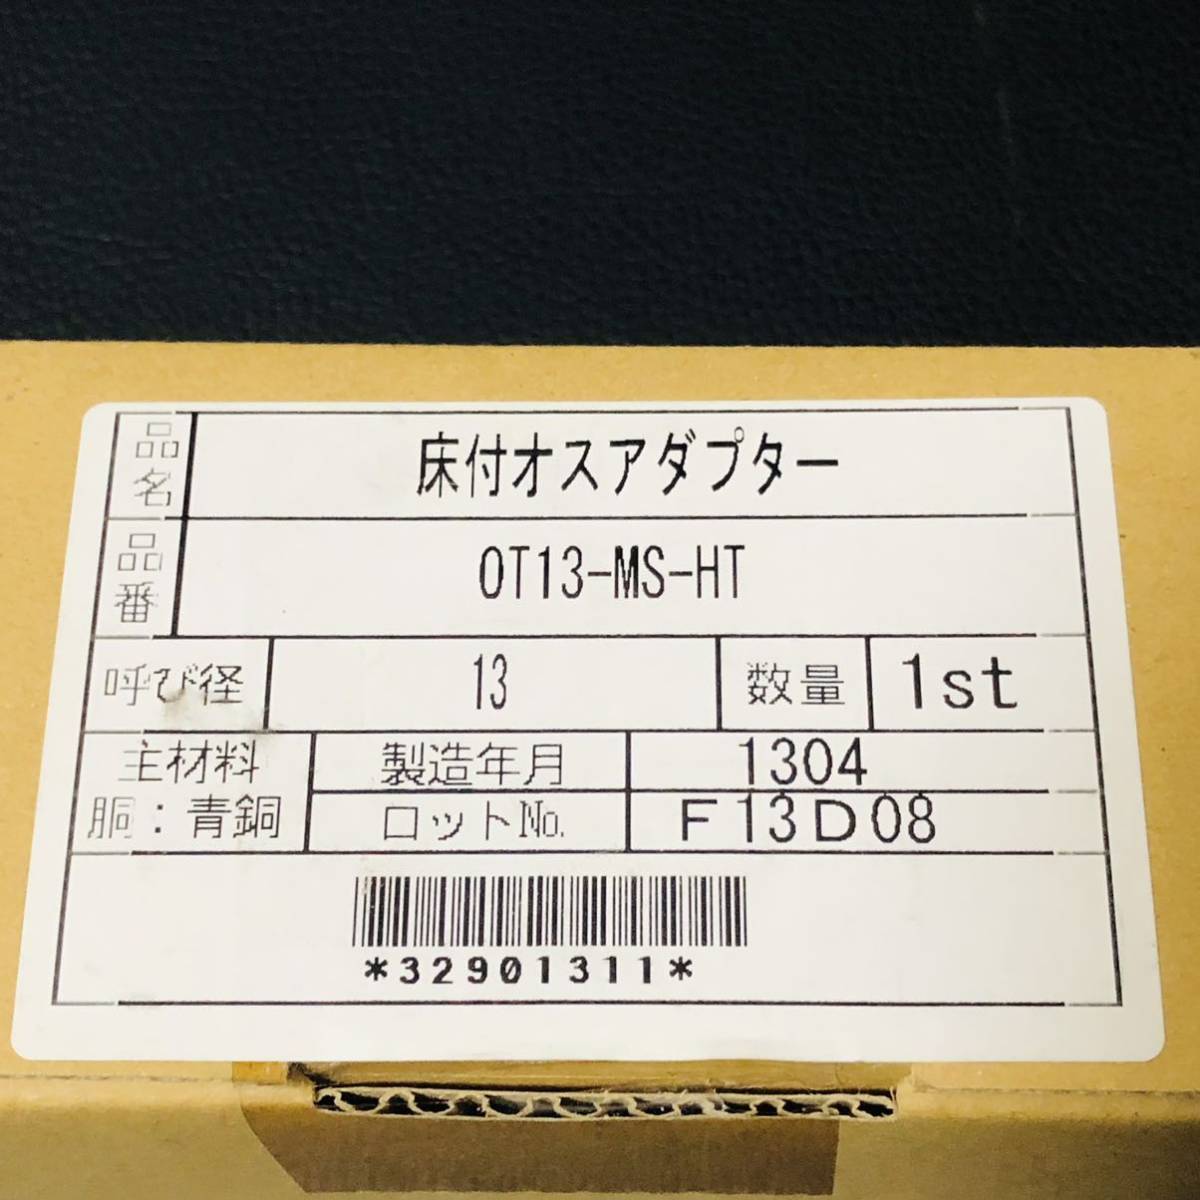 品名 床付オスアダプター
品番 OT13-MS-HT
呼び径 13 数量 1st
主材料 胴：青銅
製造年月 1304
ロットNo. F13D08
*32901311*